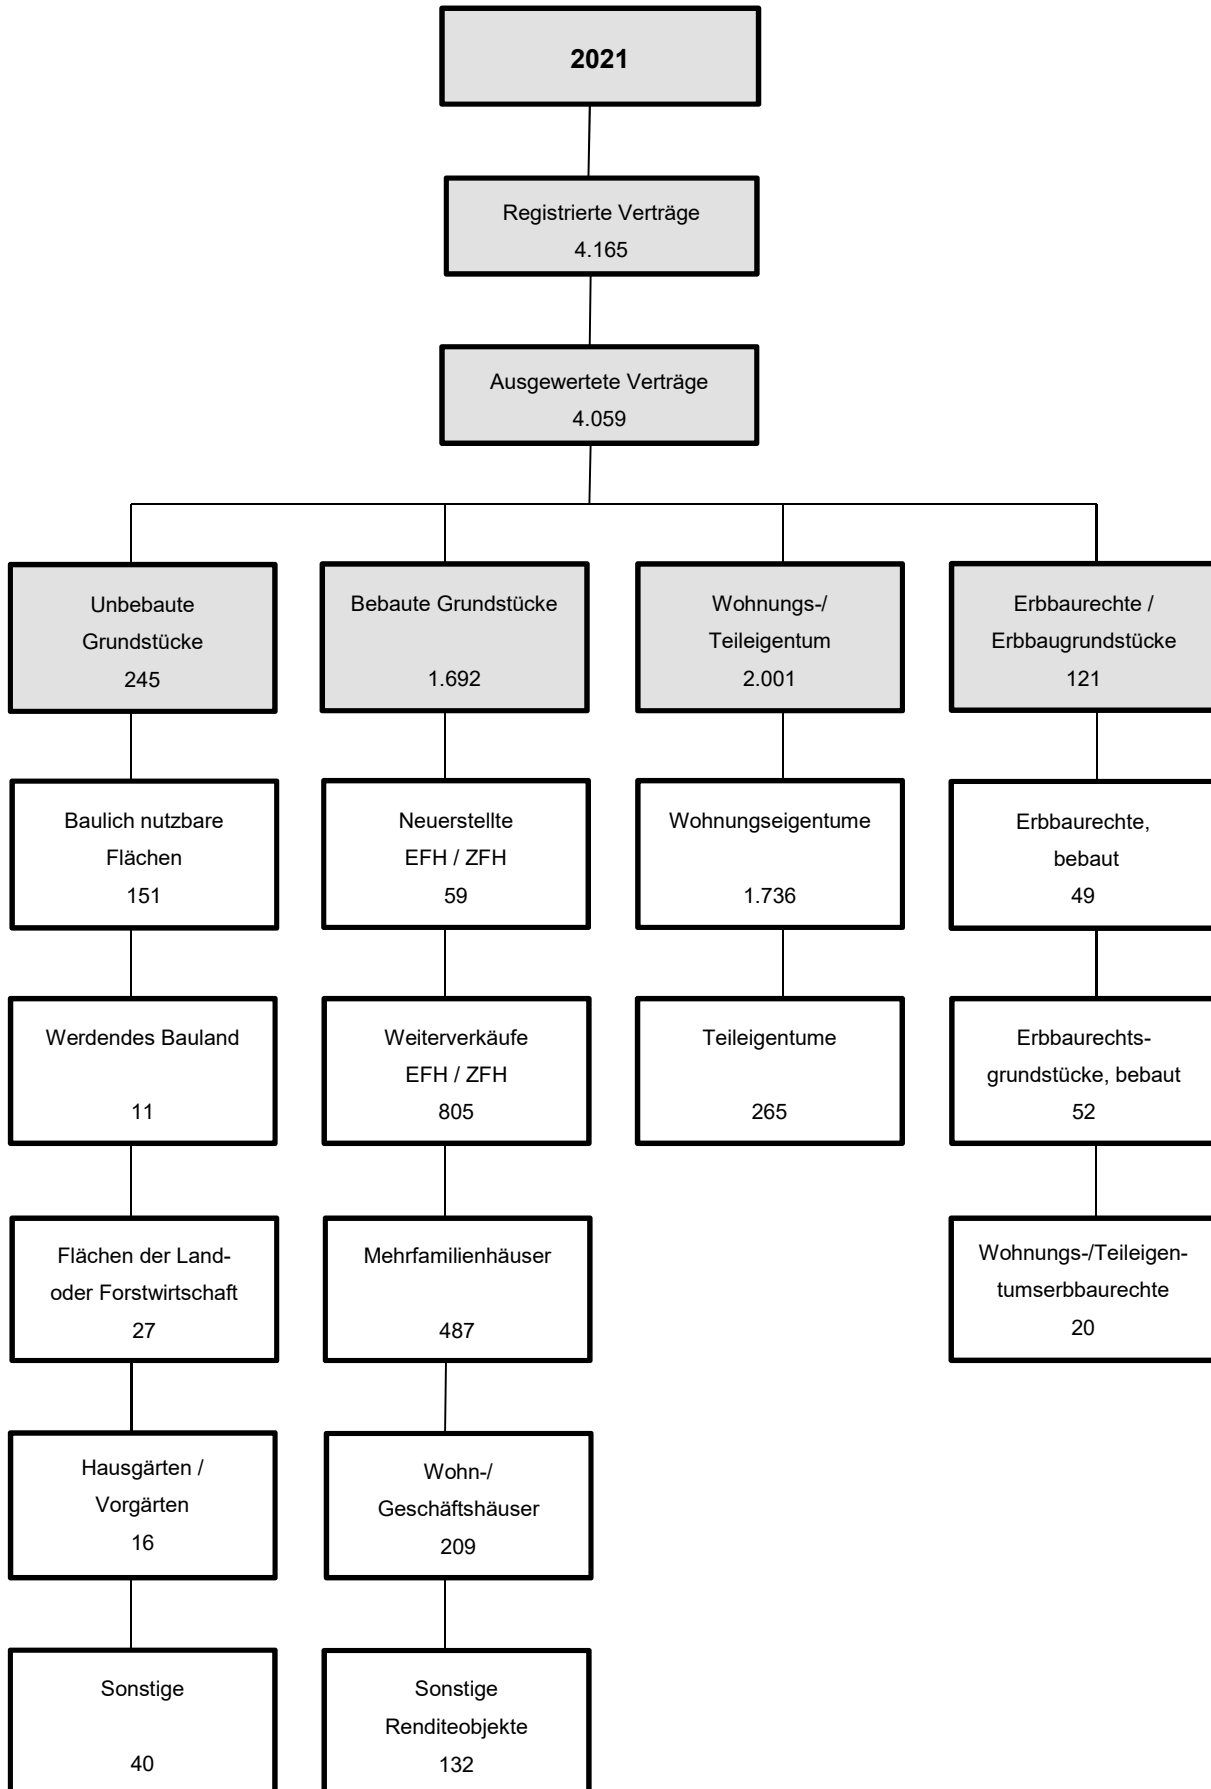 2021
Registrierte Verträge
4.165
Ausgewertete Verträge
4.059
Unbebaute
Grundstücke
245
Bebaute Grundstücke
1.692
Wohnungs-/
Teileigentum
2.001
Erbbaurechte /
Erbbaugrundstücke
121
Baulich nutzbare
Flächen
151
Neuerstellte
EFH / ZFH
59
Wohnungseigentume
1.736
Erbbaurechte,
bebaut
49
Werdendes Bauland
11
Weiterverkäufe
EFH / ZFH
805
Teileigentume
265
Erbbaurechts-
grundstücke, bebaut
52
Flächen der Land-
oder Forstwirtschaft
27
Mehrfamilienhäuser
487
Wohnungs-/Teileigen-
tumserbbaurechte
20
Hausgärten /
Vorgärten
16
Wohn-/
Geschäftshäuser
209
Sonstige
40
Sonstige
Renditeobjekte
132